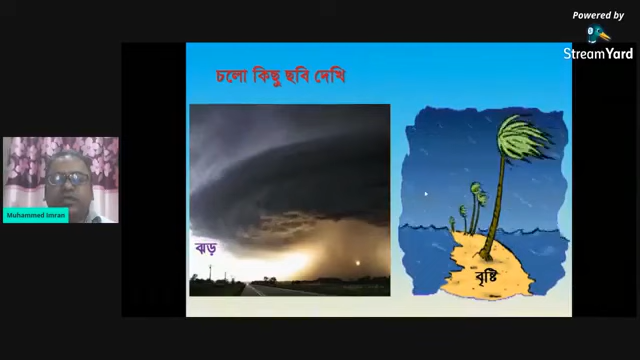 Powered by
StreamYard
চলো কিছু ছবি দেখি
Muhammed Imran
ঝড়
বৃষ্টি